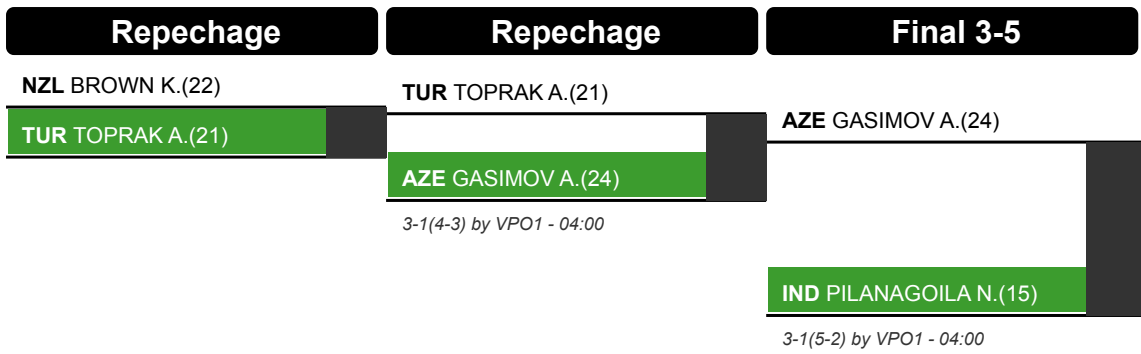 Repechage
Repechage
Final 3-5
NZL BROWN K.(22)
TUR TOPRAK A.(21)
TUR TOPRAK A.(21)
AZE GASIMOV A.(24)
3-1(4-3) by VPO1 - 04:00
AZE GASIMOV A.(24)
IND PILANAGOILA N.(15)
3-1(5-2) by VPO1 - 04:00